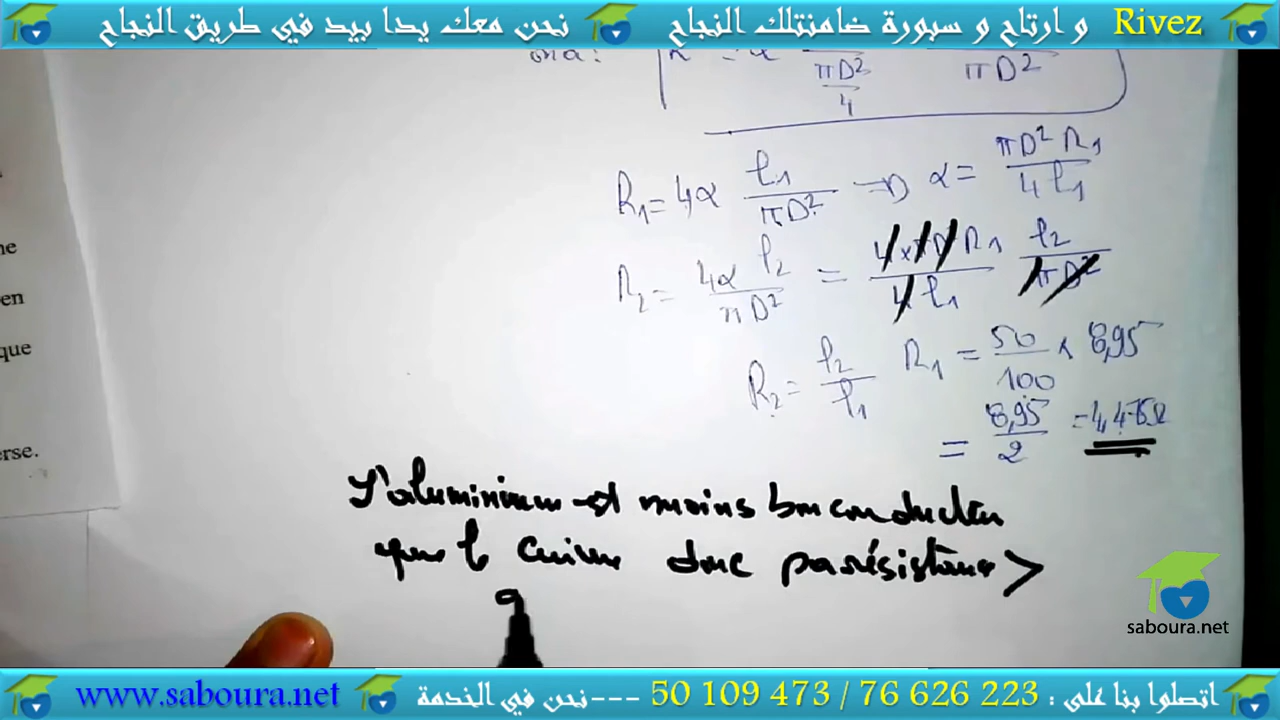 نحن معك يدا بيد في طريق النجاح و ارتاح و سبورة ضامنتلك النجاح Rivez
on a : R = 4α
πD²/4 πD²
R₁ = 4α l₁/πD² => α = πD² R₁/4 l₁
R₂ = 4α l₂/πD² = 4 x πD² R₁/4 l₁ l₂/πD²
R₂ = l₂/l₁ R₁ = 50/100 x 8,95
= 8,95/2 = 4,475Ω
ne
en
que
erse.
L'aluminium est moins bon conducteur
que le cuivre donc sa résistance >
a
saboura.net
www.saboura.net اتصلوا بنا على : 223 626 76 / 473 109 50 ---نحن في الخدمة